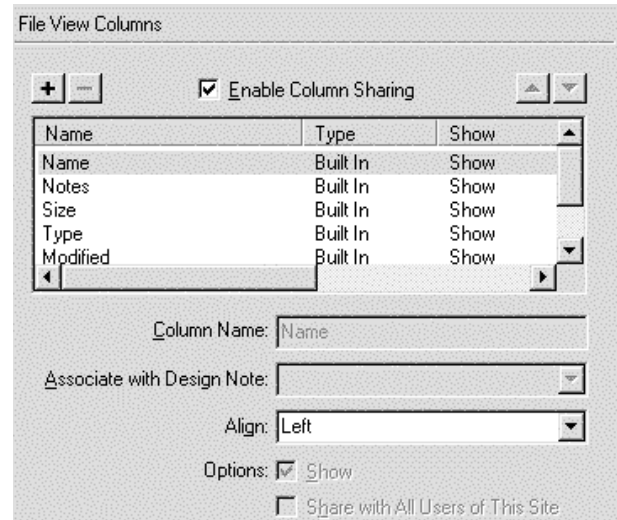 File View Columns
Enable Column Sharing
Name Type Show
Name Built In Show
Notes Built In Show
Size Built In Show
Type Built In Show
Modified Built In Show
Column Name: Name
Associate with Design Note:
Align: Left
Options: Show
Share with All Users of This Site